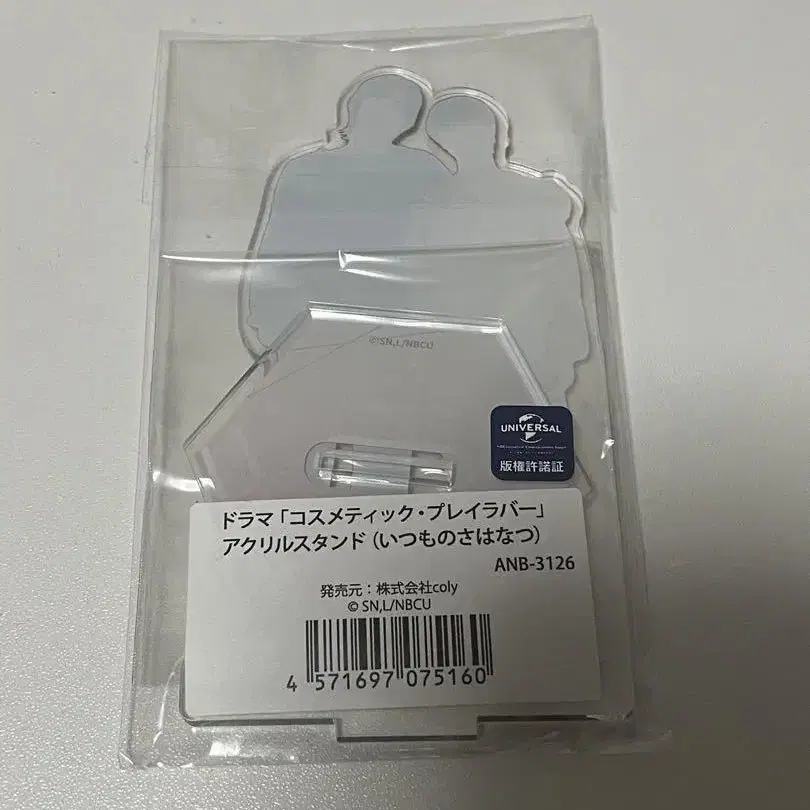 ©SN,L/NBCU
UNIVERSAL
版権許諾証
ドラマ「コスメティック・プレイラバー」
アクリルスタンド(いつものさはなつ)
ANB-3126
発売元:株式会社coly
© SN,L/NBCU
4 571697 075160